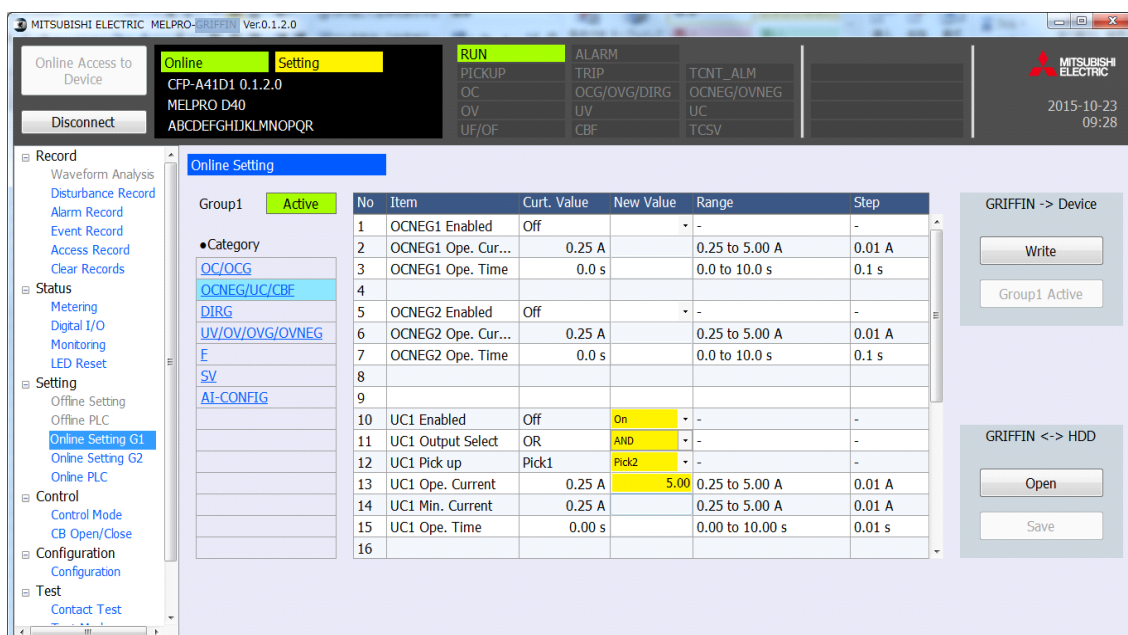 MITSUBISHI ELECTRIC MELPRO-GRIFFIN Ver.0.1.2.0
Online Access to
Device
Disconnect
Online Setting
CFP-A41D1 0.1.2.0
MELPRO D40
ABCDEFGHIJKLMNOPQR
RUN ALARM
PICKUP TRIP TCNT_ALM
OC OCG/OVG/DIRG OCNEG/OVNEG
OV UV UC
UF/OF CBF TCSV
MITSUBISHI
ELECTRIC
2015-10-23
09:28
Record
Waveform Analysis
Disturbance Record
Alarm Record
Event Record
Access Record
Clear Records
Status
Metering
Digital I/O
Monitoring
LED Reset
Setting
Offline Setting
Offline PLC
Online Setting G1
Online Setting G2
Online PLC
Control
Control Mode
CB Open/Close
Configuration
Configuration
Test
Contact Test
Online Setting
Group1 Active
●Category
OC/OCG
OCNEG/UC/CBF
DIRG
UV/OV/OVG/OVNEG
F
SV
AI-CONFIG
No Item Curt. Value New Value Range Step
1 OCNEG1 Enabled Off - -
2 OCNEG1 Ope. Cur... 0.25 A 0.25 to 5.00 A 0.01 A
3 OCNEG1 Ope. Time 0.0 s 0.0 to 10.0 s 0.1 s
4
5 OCNEG2 Enabled Off - -
6 OCNEG2 Ope. Cur... 0.25 A 0.25 to 5.00 A 0.01 A
7 OCNEG2 Ope. Time 0.0 s 0.0 to 10.0 s 0.1 s
8
9
10 UC1 Enabled Off On - -
11 UC1 Output Select OR AND - -
12 UC1 Pick up Pick1 Pick2 - -
13 UC1 Ope. Current 0.25 A 5.00 0.25 to 5.00 A 0.01 A
14 UC1 Min. Current 0.25 A 0.25 to 5.00 A 0.01 A
15 UC1 Ope. Time 0.00 s 0.00 to 10.00 s 0.01 s
16
GRIFFIN -> Device
Write
Group1 Active
GRIFFIN <-> HDD
Open
Save